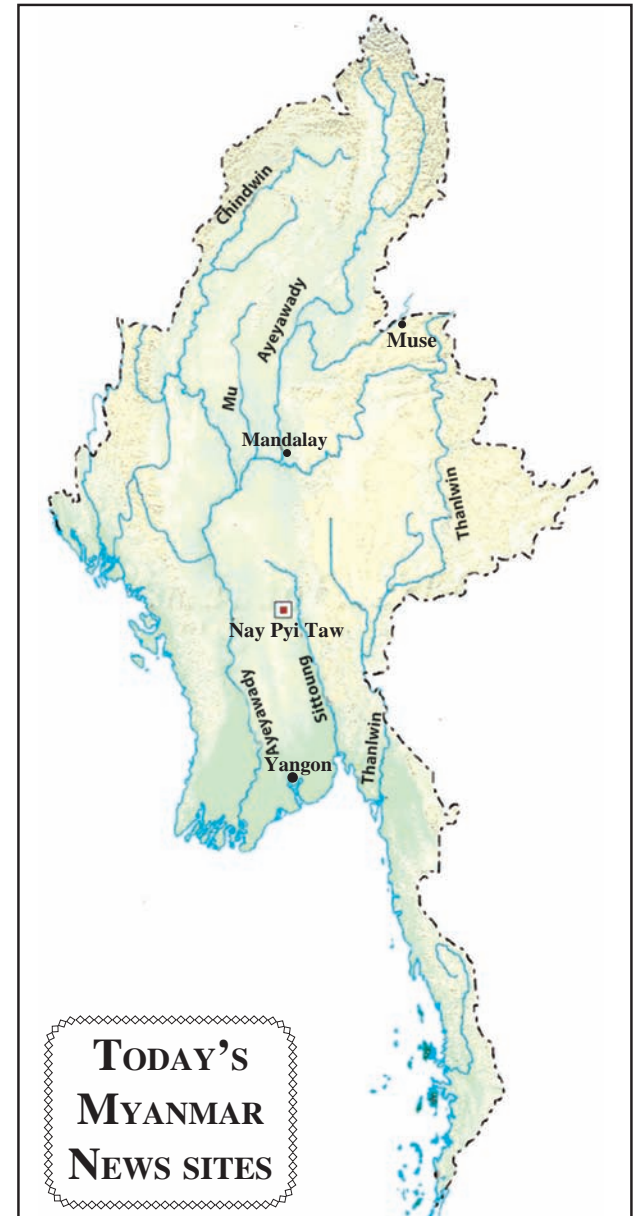 Chindwin
Ayeyawady
Muse
Mu
Mandalay
Thanlwin
Nay Pyi Taw
Sittoung
Ayeyawady
Thanlwin
Yangon
TODAY'S
MYANMAR
NEWS SITES